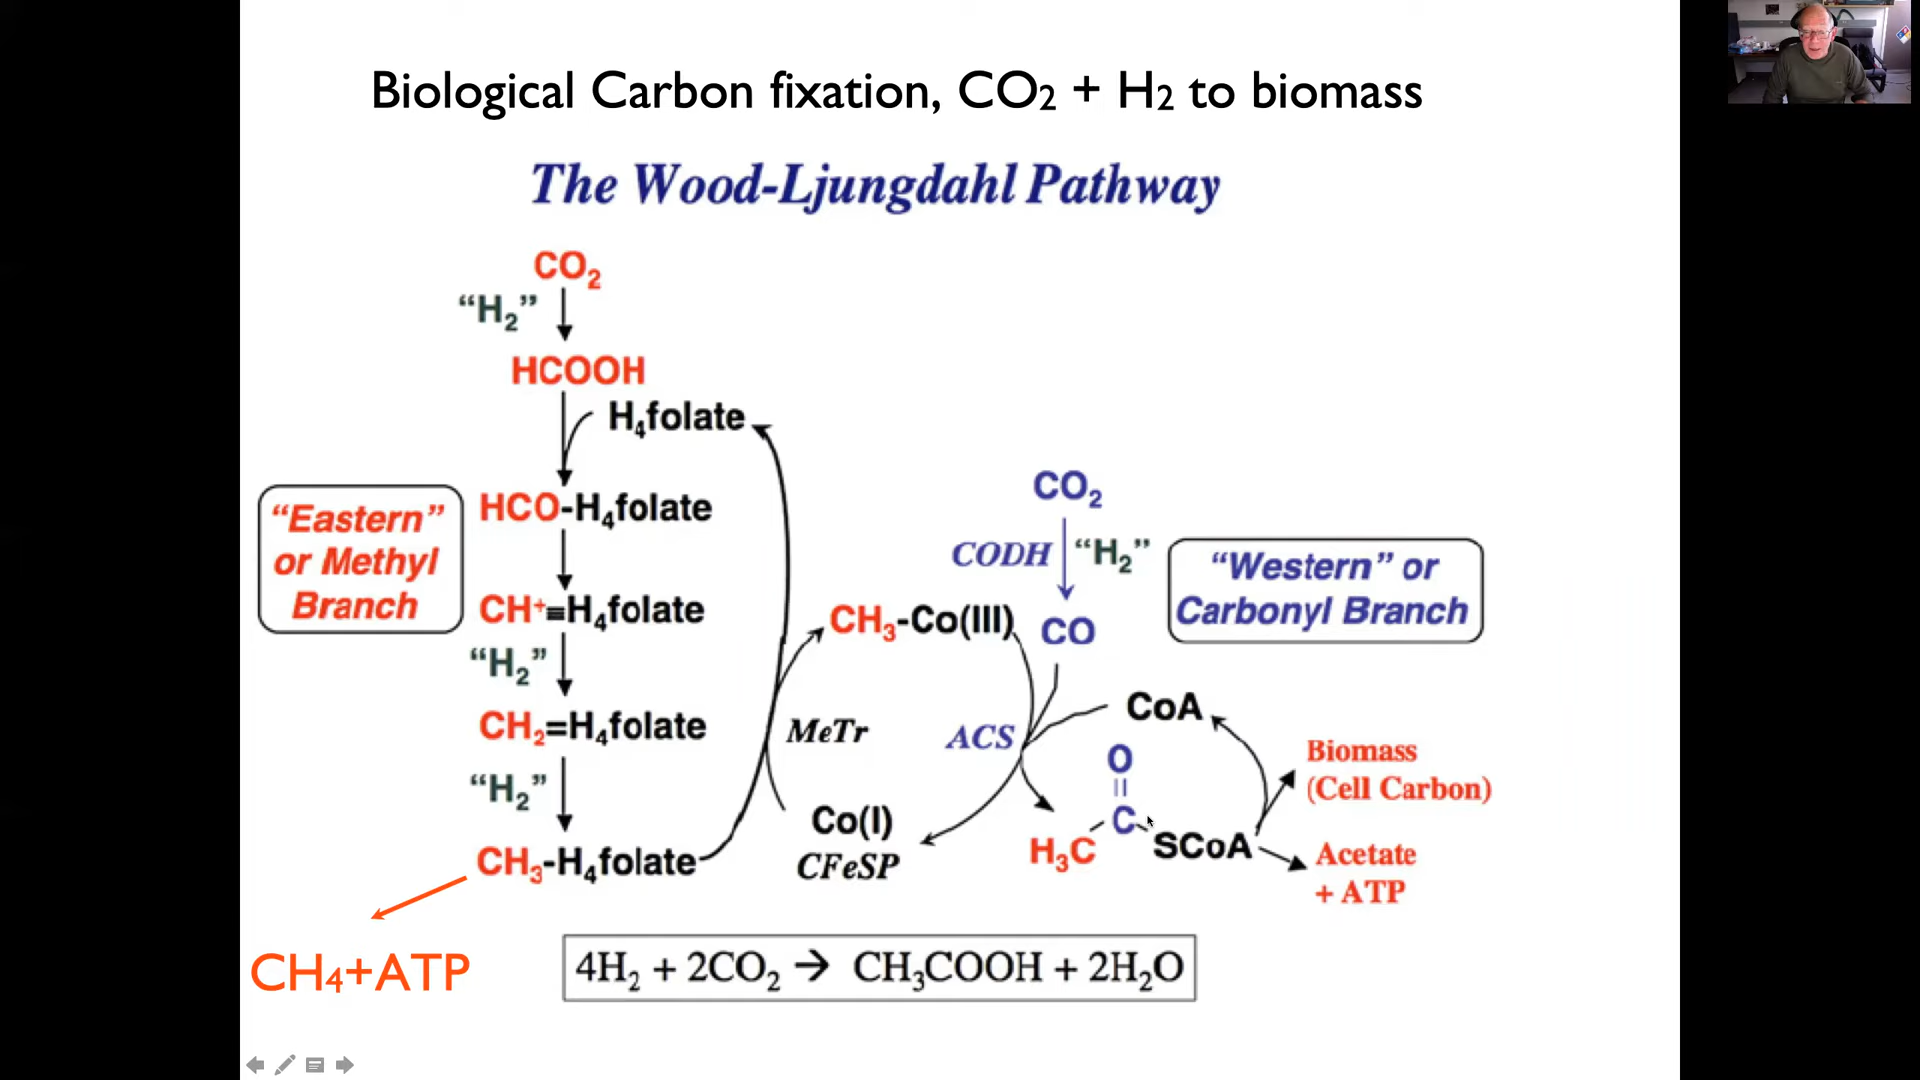 Biological Carbon fixation, CO₂ + H₂ to biomass
The Wood-Ljungdahl Pathway
CO₂
“H₂”
HCOOH
H₄folate
HCO-H₄folate
“Eastern”
or Methyl
Branch
CH⁺≡H₄folate
“H₂”
CH₂=H₄folate
“H₂”
CH₃-H₄folate
CH₄+ATP
MeTr
CH₃-Co(III)
Co(I)
CFeSP
CO₂
CODH
“H₂”
CO
“Western” or
Carbonyl Branch
ACS
CoA
O
C
H₃C
SCoA
Biomass
(Cell Carbon)
Acetate
+ ATP
4H₂ + 2CO₂ → CH₃COOH + 2H₂O